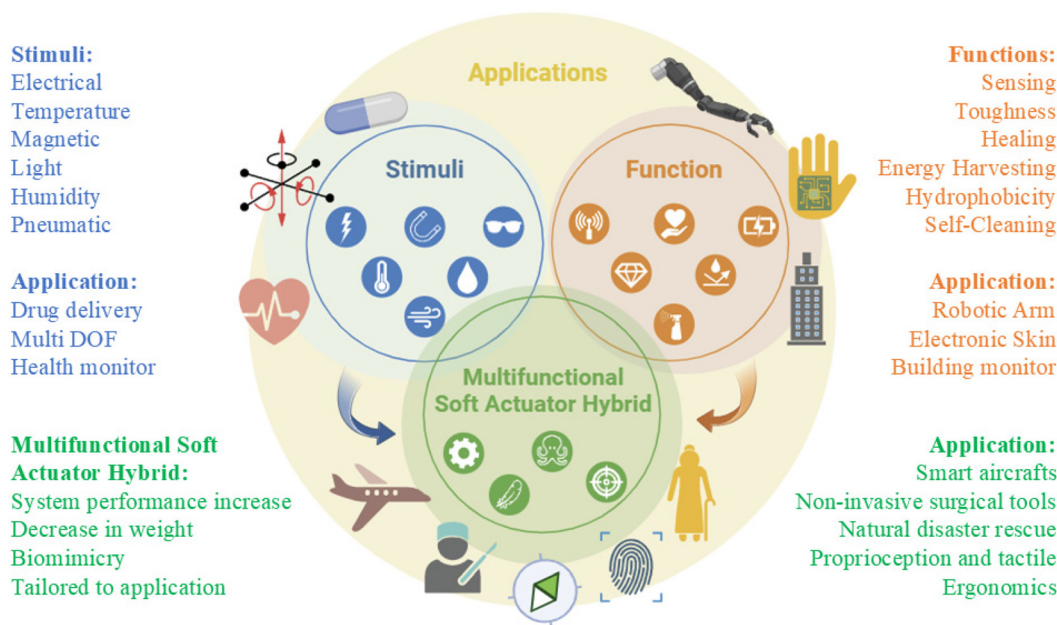 Stimuli:
Electrical
Temperature
Magnetic
Light
Humidity
Pneumatic
Application:
Drug delivery
Multi DOF
Health monitor
Multifunctional Soft
Actuator Hybrid:
System performance increase
Decrease in weight
Biomimicry
Tailored to application
Applications
Stimuli
Function
Multifunctional
Soft Actuator Hybrid
Functions:
Sensing
Toughness
Healing
Energy Harvesting
Hydrophobicity
Self-Cleaning
Application:
Robotic Arm
Electronic Skin
Building monitor
Application:
Smart aircrafts
Non-invasive surgical tools
Natural disaster rescue
Proprioception and tactile
Ergonomics